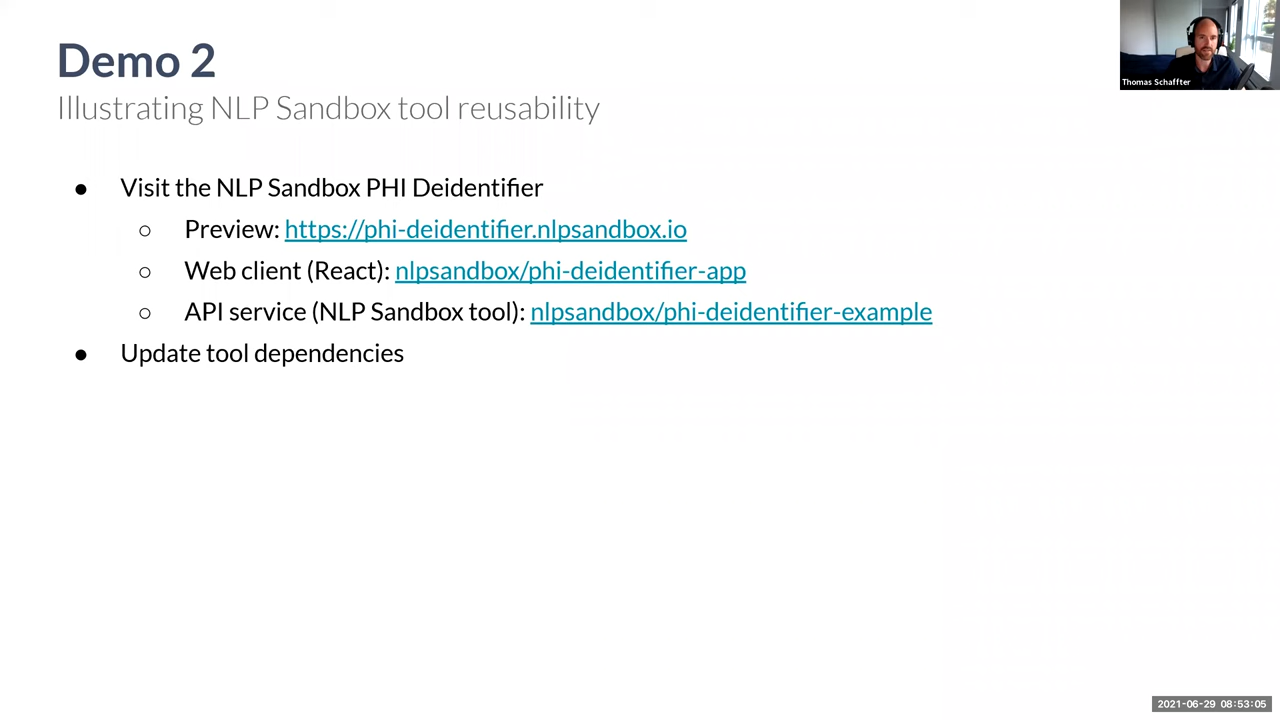 Demo 2
Illustrating NLP Sandbox tool reusability
Thomas Schaffter
● Visit the NLP Sandbox PHI Deidentifier
○ Preview: https://phi-deidentifier.nlpsandbox.io
○ Web client (React): nlpsandbox/phi-deidentifier-app
○ API service (NLP Sandbox tool): nlpsandbox/phi-deidentifier-example
● Update tool dependencies
2021-06-29 08:53:05